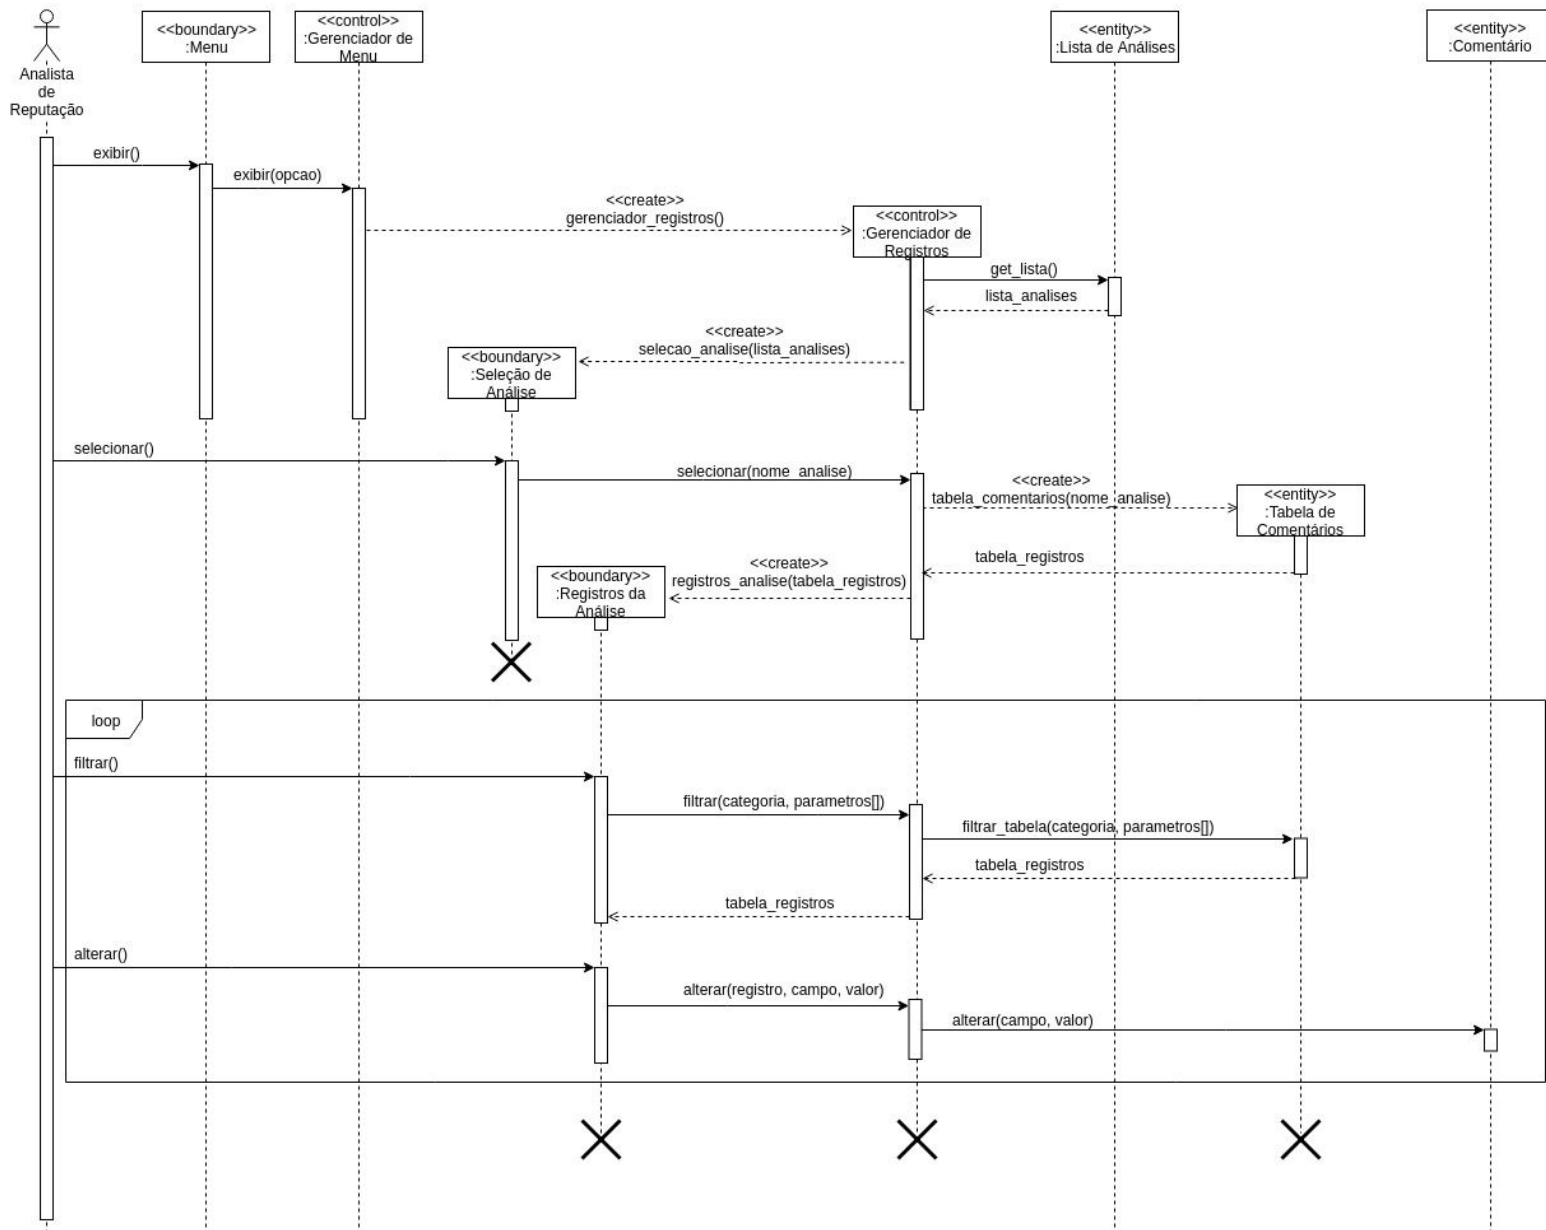 <<boundary>>
:Menu
<<control>>
:Gerenciador de
Menu
<<entity>>
:Lista de Análises
<<entity>>
:Comentário
Analista
de
Reputação
exibir()
exibir(opcao)
<<create>>
gerenciador_registros()
<<control>>
:Gerenciador de
Registros
get_lista()
lista_analises
<<create>>
selecao_analise(lista_analises)
<<boundary>>
:Seleção de
Análise
selecionar()
selecionar(nome_analise)
<<create>>
tabela_comentarios(nome_analise)
<<entity>>
:Tabela de
Comentários
tabela_registros
<<create>>
registros_analise(tabela_registros)
<<boundary>>
:Registros da
Análise
loop
filtrar()
filtrar(categoria, parametros[])
filtrar_tabela(categoria, parametros[])
tabela_registros
tabela_registros
alterar()
alterar(registro, campo, valor)
alterar(campo, valor)